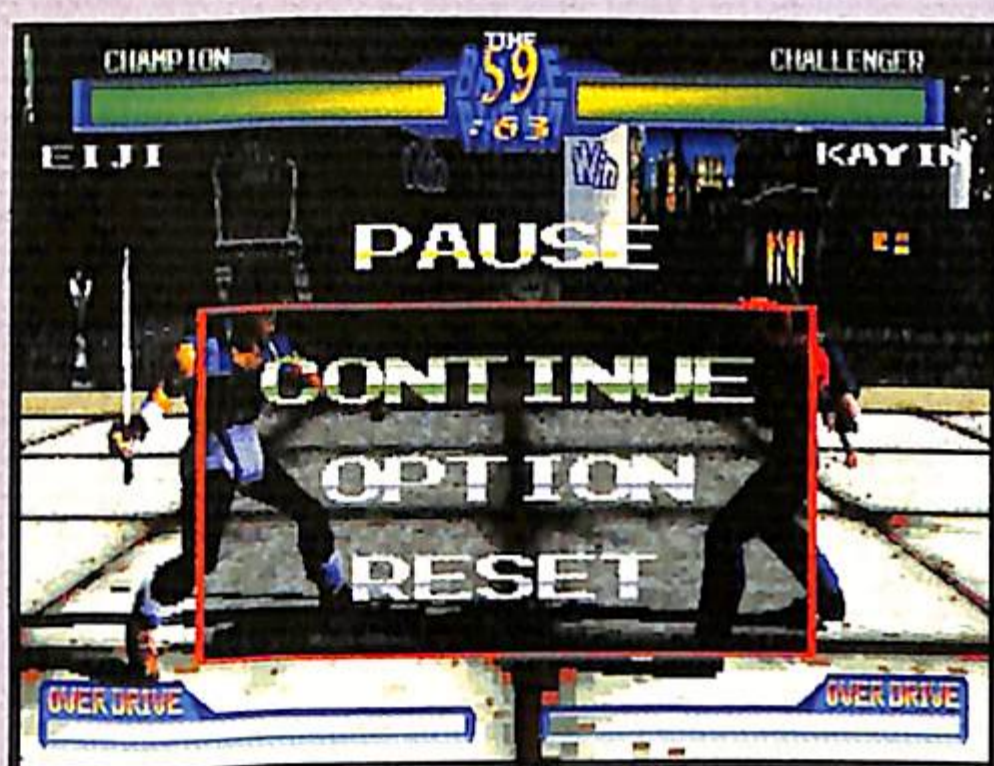 TIME
CHAMPION
59
CHALLENGER
:63
EIJI
Win
KAYIN
PAUSE
CONTINUE
OPTION
RESET
OVER DRIVE
OVER DRIVE